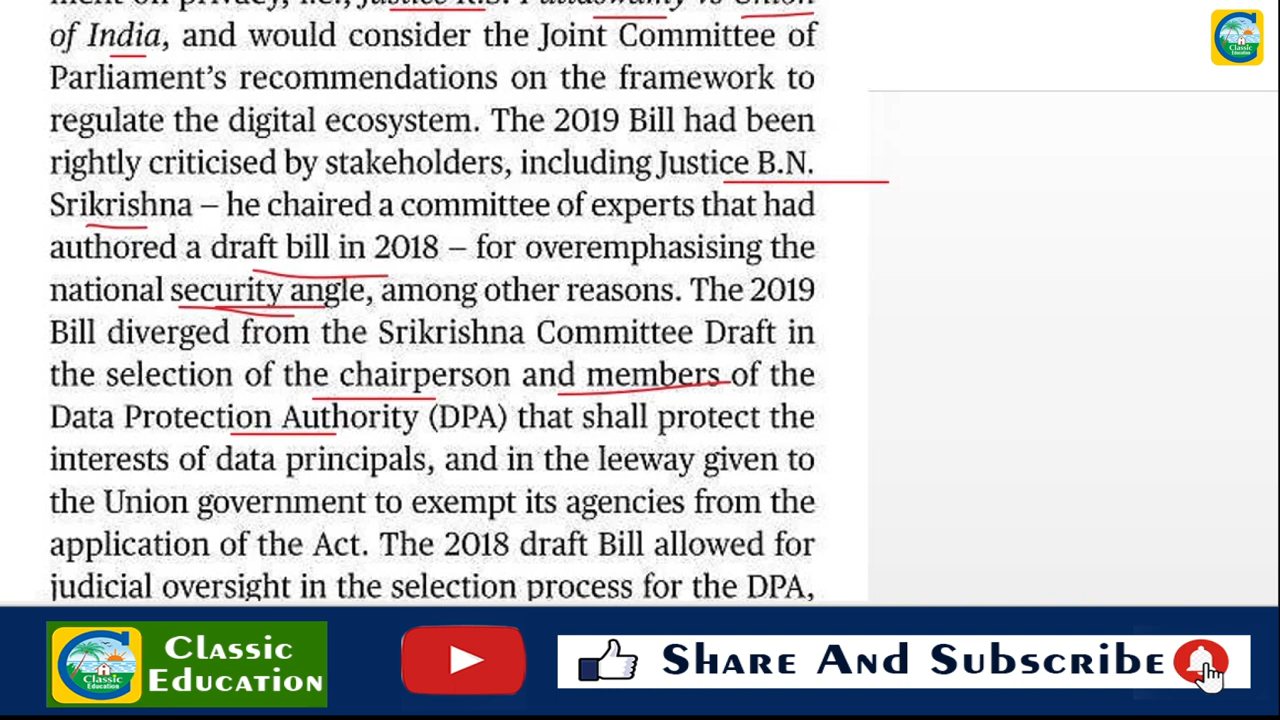 of India, and would consider the Joint Committee of
Parliament's recommendations on the framework to
regulate the digital ecosystem. The 2019 Bill had been
rightly criticised by stakeholders, including Justice B.N.
Srikrishna – he chaired a committee of experts that had
authored a draft bill in 2018 – for overemphasising the
national security angle, among other reasons. The 2019
Bill diverged from the Srikrishna Committee Draft in
the selection of the chairperson and members of the
Data Protection Authority (DPA) that shall protect the
interests of data principals, and in the leeway given to
the Union government to exempt its agencies from the
application of the Act. The 2018 draft Bill allowed for
judicial oversight in the selection process for the DPA,
Classic
Education
Classic
Education
Classic
Education
Share And Subscribe